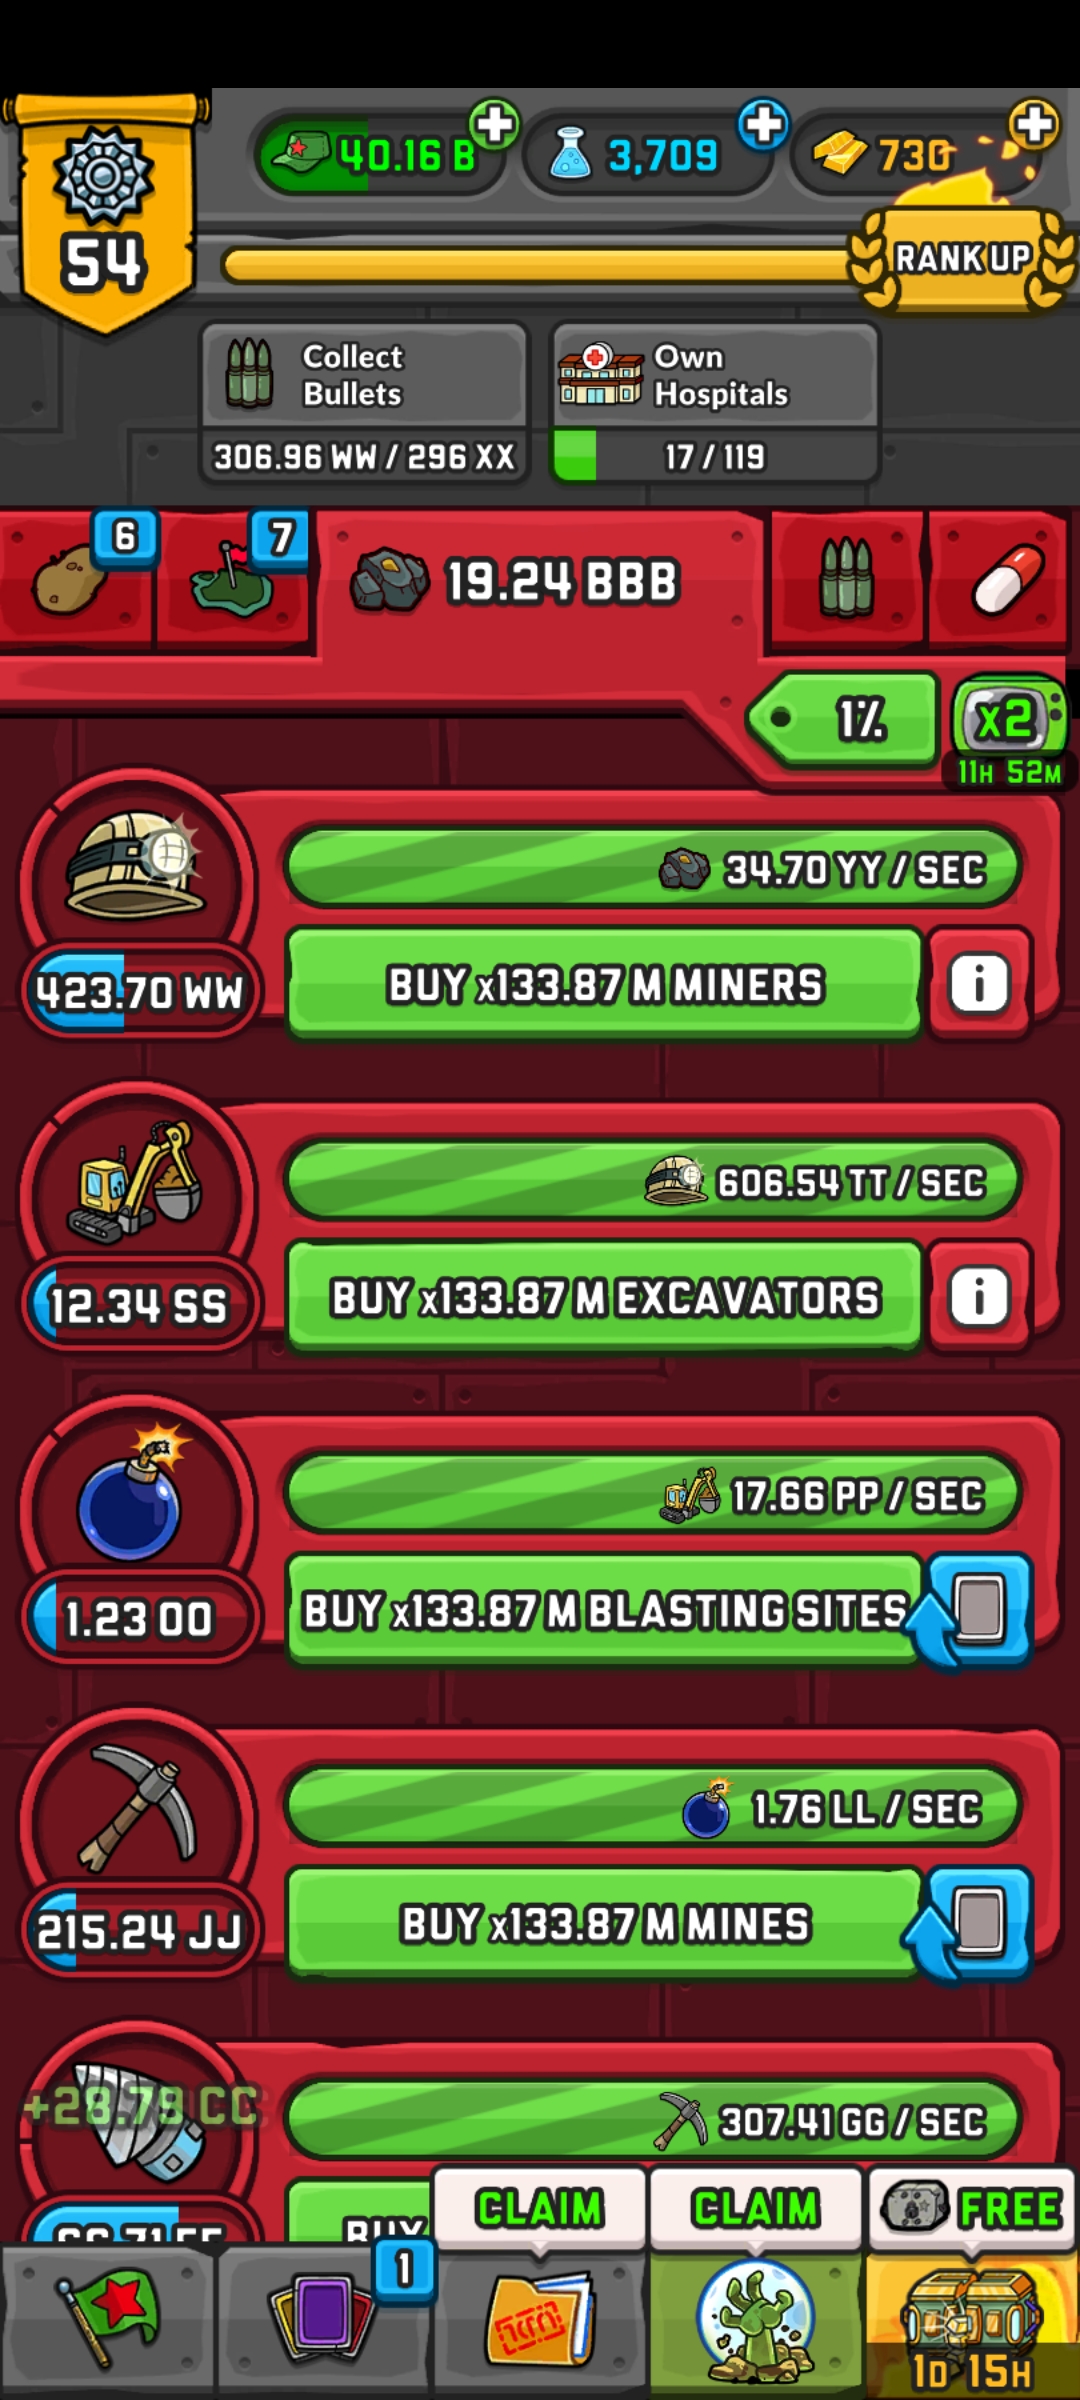 40.16 B
3,709
730
54
RANK UP
Collect
Bullets
306.96 WW / 296 XX
Own
Hospitals
17 / 119
6
7
19.24 BBB
1%
x2
11H 52M
34.70 YY / SEC
423.70 WW
BUY x133.87 M MINERS
i
606.54 TT / SEC
12.34 SS
BUY x133.87 M EXCAVATORS
i
17.66 PP / SEC
1.23 OO
BUY x133.87 M BLASTING SITES
1.76 LL / SEC
215.24 JJ
BUY x133.87 M MINES
+28.79 CC
307.41 GG / SEC
BUY
CLAIM
CLAIM
FREE
1
1D 15H